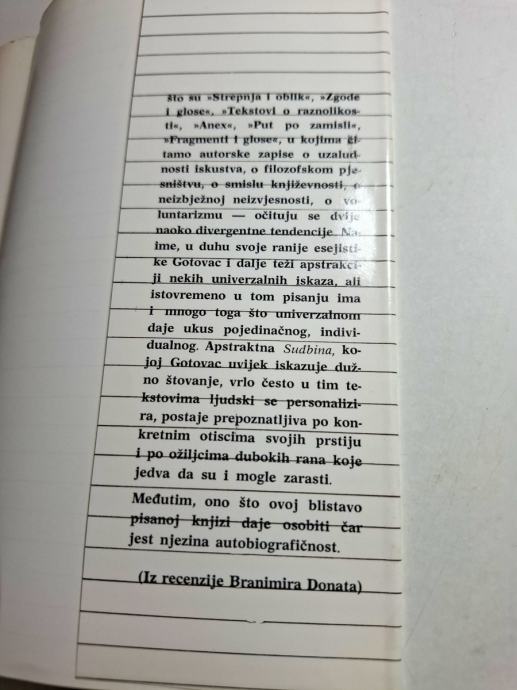 što su »Strepnja i oblik«, »Zgode
i glose«, »Tekstovi o raznolikos-
ti«, »Anex«, »Put po zamisli«,
»Fragmenti i glose«, u kojima či-
tamo autorske zapise o uzalud-
nosti iskustva, o filozofskom pje-
sništvu, o smislu književnosti, o
neizbježnoj neizvjesnosti, o vo-
luntarizmu — očituju se dvije
naoko divergentne tendencije. Na-
ime, u duhu svoje ranije esejisti-
ke Gotovac i dalje teži apstrakci-
ji nekih univerzalnih iskaza, ali
istovremeno u tom pisanju ima
i mnogo toga što univerzalnom
daje ukus pojedinačnog, indivi-
dualnog. Apstraktna Sudbina, ko-
joj Gotovac uvijek iskazuje duž-
no štovanje, vrlo često u tim te-
kstovima ljudski se personalizi-
ra, postaje prepoznatljiva po kon-
kretnim otiscima svojih prstiju
i po ožiljcima dubokih rana koje
jedva da su i mogle zarasti.
Međutim, ono što ovoj blistavo
pisanoj knjizi daje osobiti čar
jest njezina autobiografičnost.
(Iz recenzije Branimira Donata)